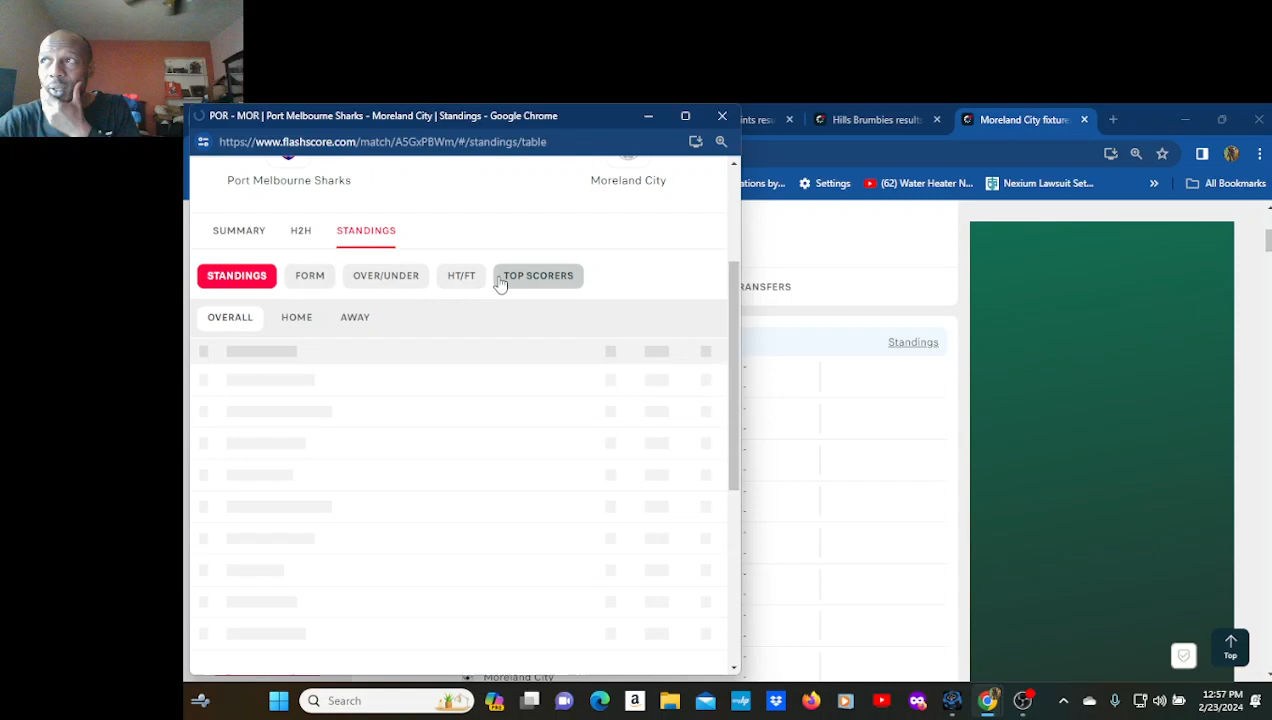 POR - MOR | Port Melbourne Sharks - Moreland City | Standings - Google Chrome
https://www.flashscore.com/match/A5GxPBWm/#/standings/table
Port Melbourne Sharks
Moreland City
SUMMARY
H2H
STANDINGS
STANDINGS
FORM
OVER/UNDER
HT/FT
TOP SCORERS
OVERALL
HOME
AWAY
Hills Brumbies results
Moreland City fixture
Settings
(62) Water Heater N...
Nexium Lawsuit Set...
»
All Bookmarks
Standings
Top
Moreland City
Search
12:57 PM
2/23/2024